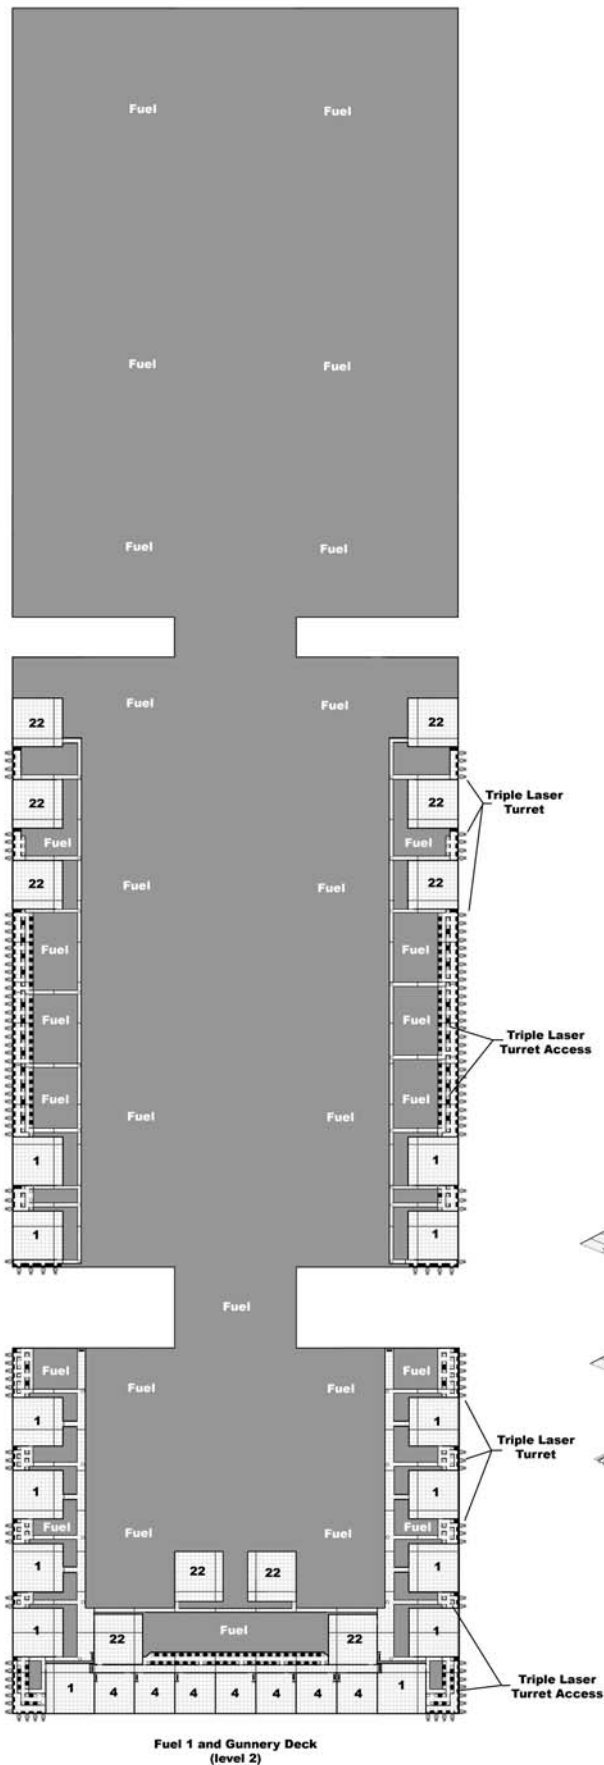 Fuel Fuel
Fuel Fuel
Fuel Fuel
Fuel Fuel
22 22
Triple Laser
Turret
22 22
Fuel Fuel
22 22
Fuel Fuel
Fuel Fuel
Fuel Fuel
Triple Laser
Turret Access
Fuel Fuel
Fuel Fuel
1 1
1 1
Fuel
Fuel Fuel
Fuel Fuel
1 1
Triple Laser
Turret
1 1
Fuel Fuel
Fuel Fuel
1 1
22 22
1 1
22 Fuel 22
Triple Laser
Turret Access
1 4 4 4 4 4 4 4 1
Fuel 1 and Gunnery Deck
(level 2)